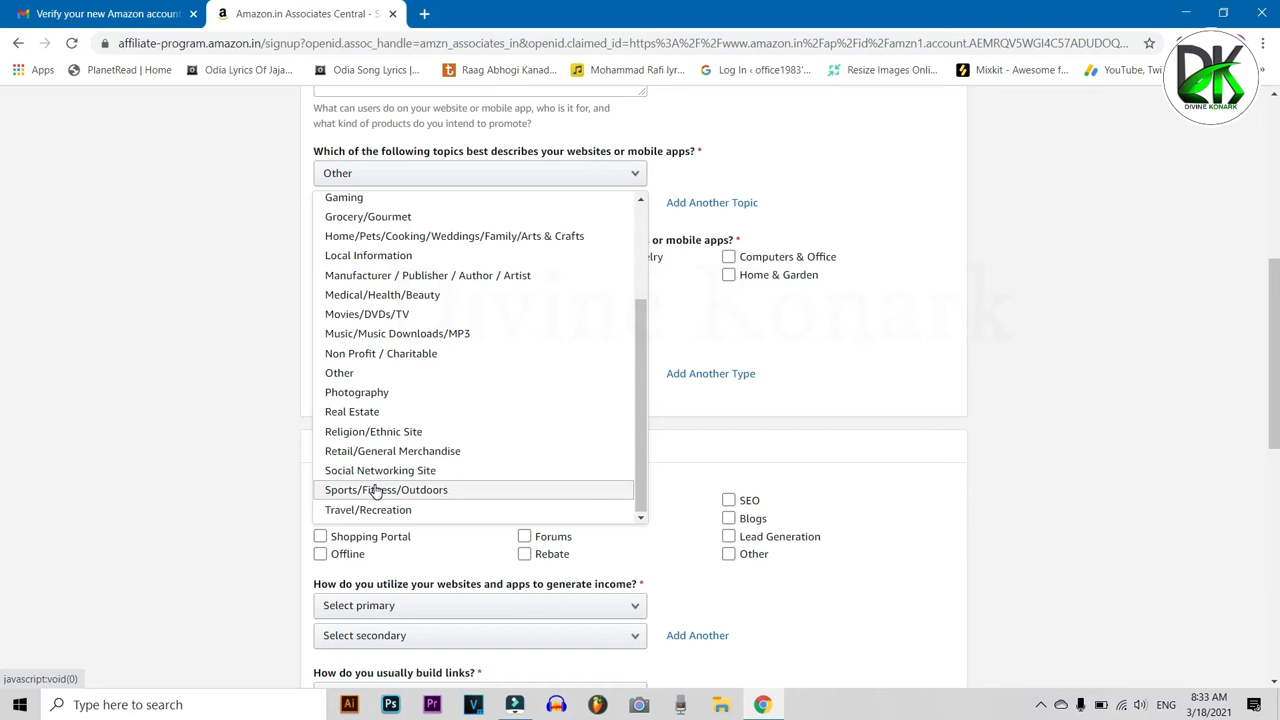 Verify your new Amazon account
Amazon.in Associates Central - S
affiliate-program.amazon.in/signup?openid.assoc_handle=amzn_associates_in&openid.claimed_id=https%3A%2F%2Fwww.amazon.in%2Fap%2Fid%2Famzn1.account.AEMRQV5WGI4C57ADUDOQ...
Apps
PlanetRead | Home
Odia Lyrics Of Jaja...
Odia Song Lyrics |...
Raag Abhogi
Mohammad Rafi lyr...
Log In ‹ office1983'...
Resize Images Onl...
Mixkit - Awesome f...
YouTube, Twi
DK
DIVINE KONARK
What can users do on your website or mobile app, who is it for, and
what kind of products do you intend to promote?
Which of the following topics best describes your websites or mobile apps? *
Other
Add Another Topic
Gaming
Grocery/Gourmet
Home/Pets/Cooking/Weddings/Family/Arts & Crafts
or mobile apps? *
Local Information
elry
Computers & Office
Manufacturer / Publisher / Author / Artist
Home & Garden
Medical/Health/Beauty
Divine Konark
Movies/DVDs/TV
Music/Music Downloads/MP3
Non Profit / Charitable
Other
Add Another Type
Photography
Real Estate
Religion/Ethnic Site
Retail/General Merchandise
Social Networking Site
Sports/Fitness/Outdoors
SEO
Travel/Recreation
Blogs
Shopping Portal
Forums
Lead Generation
Offline
Rebate
Other
How do you utilize your websites and apps to generate income? *
Select primary
Select secondary
Add Another
How do you usually build links? *
javascript:void(0)
Type here to search
Ai
Ps
Pr
V
ENG
8:33 AM
3/18/2021